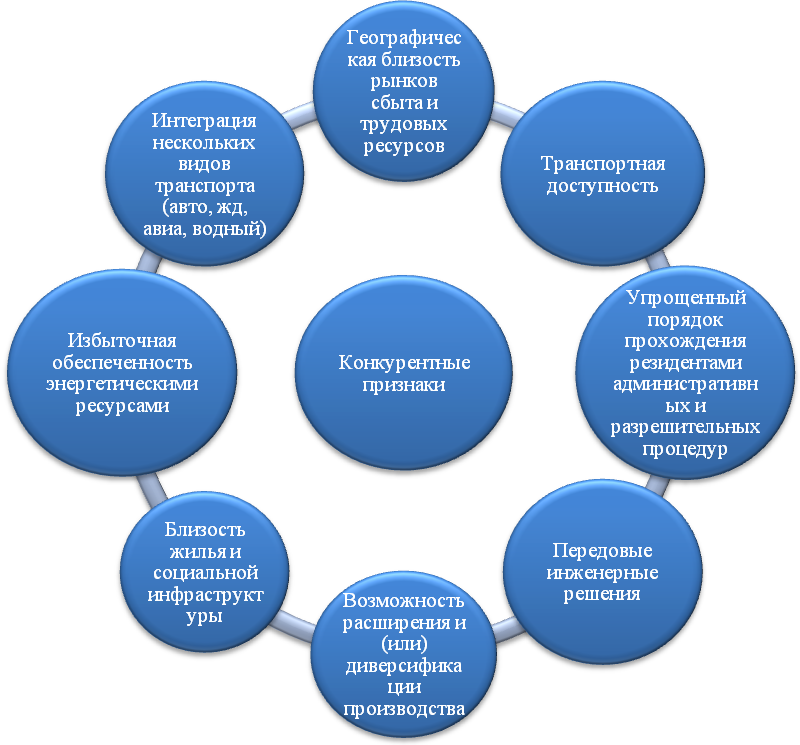 Географичес
кая близость
рынков
сбыта и
трудовых
ресурсов
Транспортная
доступность
Упрощенный
порядок
прохождения
резидентами
административн
ых и
разрешительных
процедур
Передовые
инженерные
решения
Возможность
расширения и
(или)
диверсифика
ции
производства
Близость
жилья и
социальной
инфраструкт
уры
Избыточная
обеспеченность
энергетическими
ресурсами
Интеграция
нескольких
видов
транспорта
(авто, жд,
авиа, водный)
Конкурентные
признаки